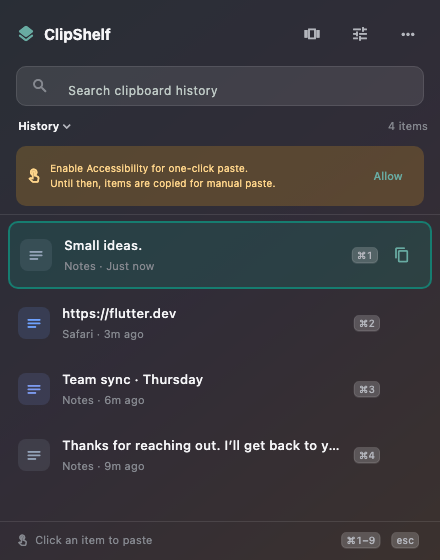 ClipShelf
Search clipboard history
History
4 items
Enable Accessibility for one-click paste.
Until then, items are copied for manual paste.
Allow
Small ideas.
⌘1
Notes · Just now
https://flutter.dev
⌘2
Safari · 3m ago
Team sync · Thursday
⌘3
Notes · 6m ago
Thanks for reaching out. I’ll get back to y...
⌘4
Notes · 9m ago
Click an item to paste
⌘1–9
esc